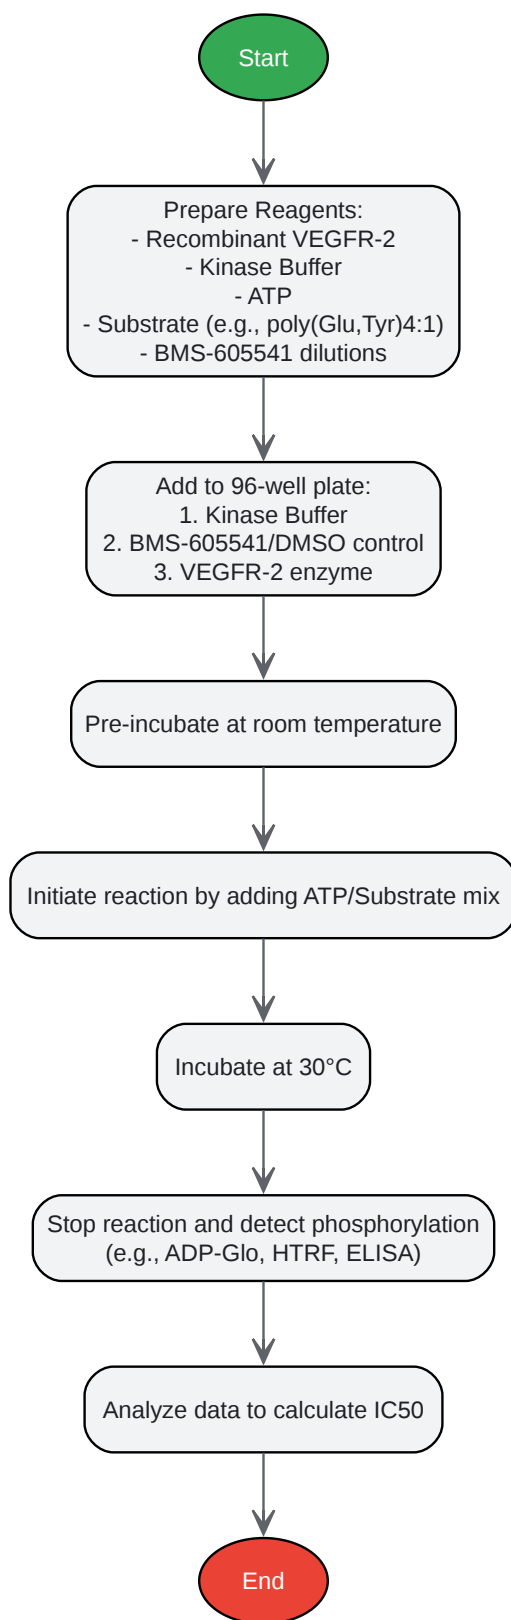 Start
Prepare Reagents:
- Recombinant VEGFR-2
- Kinase Buffer
- ATP
- Substrate (e.g., poly(Glu,Tyr)4:1)
- BMS-605541 dilutions
Add to 96-well plate:
1. Kinase Buffer
2. BMS-605541/DMSO control
3. VEGFR-2 enzyme
Pre-incubate at room temperature
Initiate reaction by adding ATP/Substrate mix
Incubate at 30°C
Stop reaction and detect phosphorylation
(e.g., ADP-Glo, HTRF, ELISA)
Analyze data to calculate IC50
End